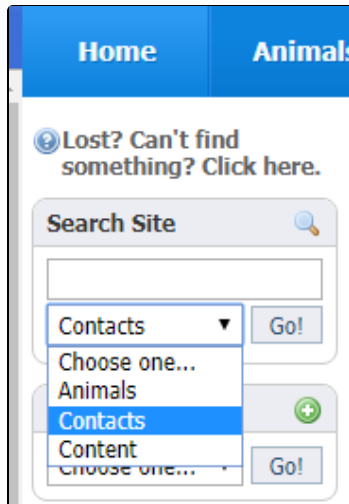 Home Animals
Lost? Can't find
something? Click here.
Search Site
Contacts Go!
Choose one...
Animals
Contacts
Content
Choose one... Go!